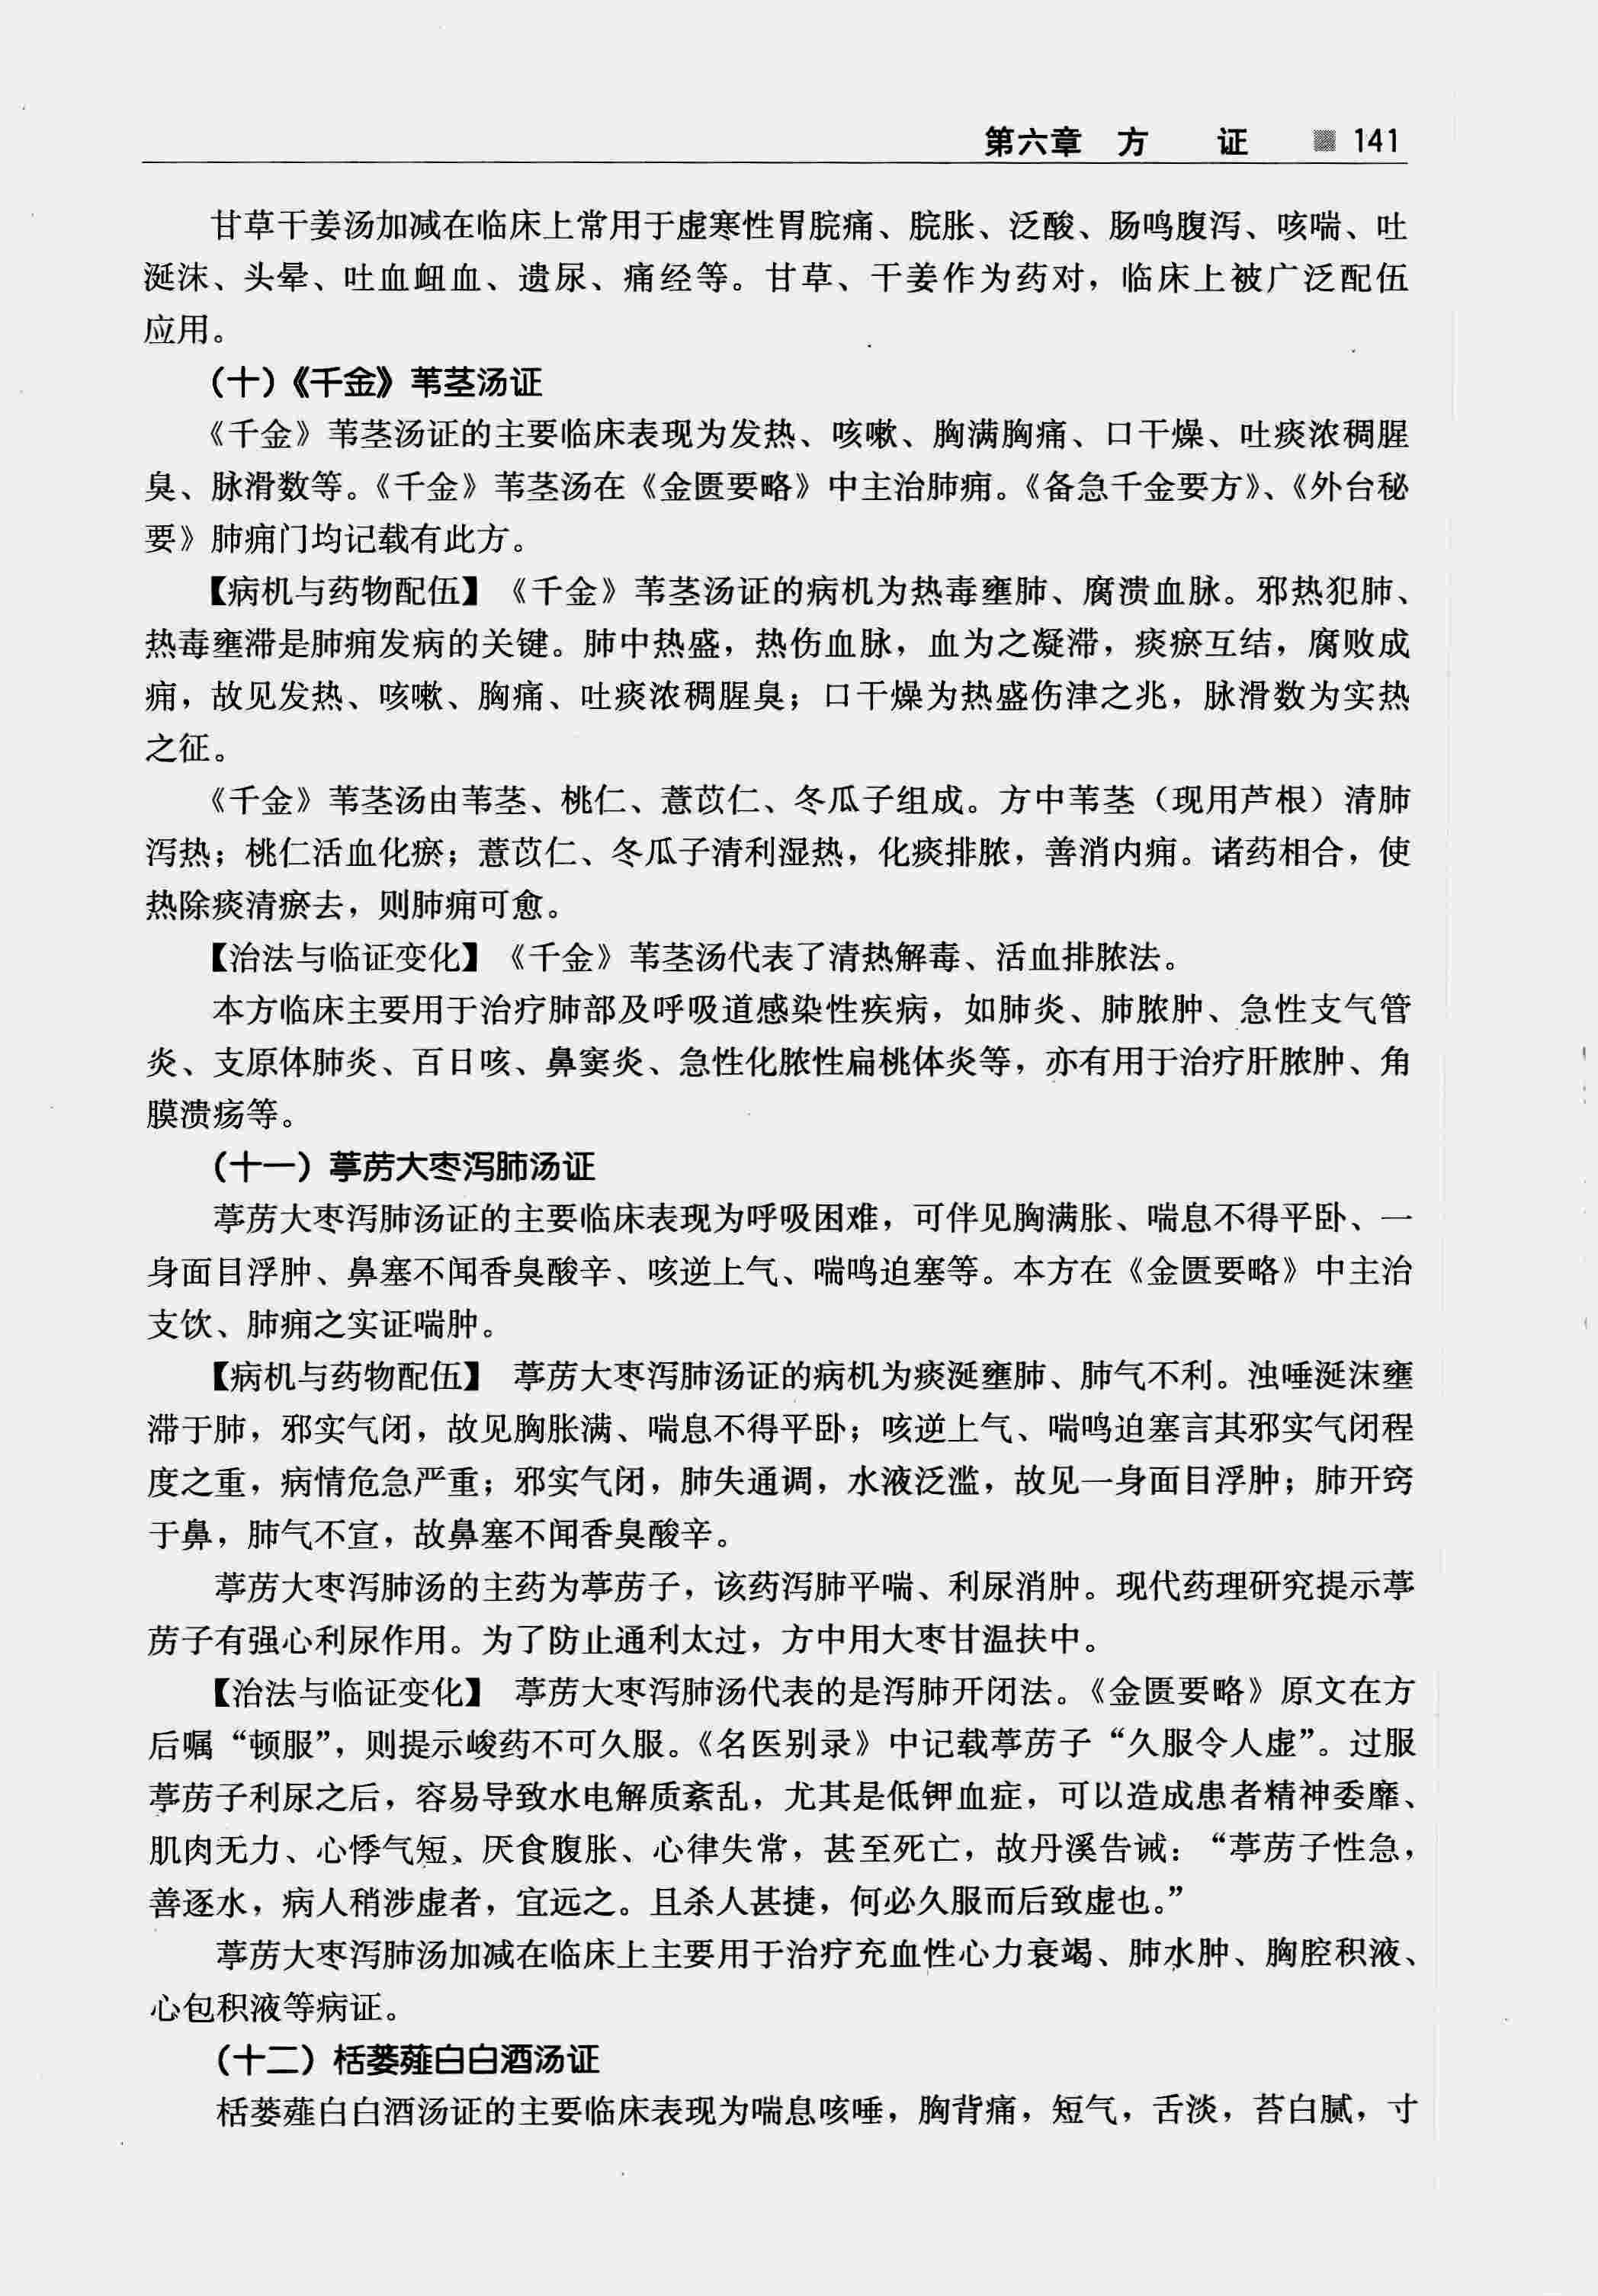 第六章 方 证 141
甘草干姜汤加减在临床上常用于虚寒性胃脘痛、脘胀、泛酸、肠鸣腹泻、咳喘、吐
涎沫、头晕、吐血衄血、遗尿、痛经等。甘草、干姜作为药对，临床上被广泛配伍
应用。
（十）《千金》苇茎汤证
《千金》苇茎汤证的主要临床表现为发热、咳嗽、胸满胸痛、口干燥、吐痰浓稠腥
臭、脉滑数等。《千金》苇茎汤在《金匮要略》中主治肺痈。《备急千金要方》、《外台秘
要》肺痈门均记载有此方。
【病机与药物配伍】《千金》苇茎汤证的病机为热毒壅肺、腐溃血脉。邪热犯肺、
热毒壅滞是肺痈发病的关键。肺中热盛，热伤血脉，血为之凝滞，痰瘀互结，腐败成
痈，故见发热、咳嗽、胸痛、吐痰浓稠腥臭；口干燥为热盛伤津之兆，脉滑数为实热
之征。
《千金》苇茎汤由苇茎、桃仁、薏苡仁、冬瓜子组成。方中苇茎（现用芦根）清肺
泻热；桃仁活血化瘀；薏苡仁、冬瓜子清利湿热，化痰排脓，善消内痈。诸药相合，使
热除痰清瘀去，则肺痈可愈。
【治法与临证变化】《千金》苇茎汤代表了清热解毒、活血排脓法。
本方临床主要用于治疗肺部及呼吸道感染性疾病，如肺炎、肺脓肿、急性支气管
炎、支原体肺炎、百日咳、鼻窦炎、急性化脓性扁桃体炎等，亦有用于治疗肝脓肿、角
膜溃疡等。
（十一）葶苈大枣泻肺汤证
葶苈大枣泻肺汤证的主要临床表现为呼吸困难，可伴见胸满胀、喘息不得平卧、一
身面目浮肿、鼻塞不闻香臭酸辛、咳逆上气、喘鸣迫塞等。本方在《金匮要略》中主治
支饮、肺痈之实证喘肿。
【病机与药物配伍】 葶苈大枣泻肺汤证的病机为痰涎壅肺、肺气不利。浊唾涎沫壅
滞于肺，邪实气闭，故见胸胀满、喘息不得平卧；咳逆上气、喘鸣迫塞言其邪实气闭程
度之重，病情危急严重；邪实气闭，肺失通调，水液泛滥，故见一身面目浮肿；肺开窍
于鼻，肺气不宣，故鼻塞不闻香臭酸辛。
葶苈大枣泻肺汤的主药为葶苈子，该药泻肺平喘、利尿消肿。现代药理研究提示葶
苈子有强心利尿作用。为了防止通利太过，方中用大枣甘温扶中。
【治法与临证变化】 葶苈大枣泻肺汤代表的是泻肺开闭法。《金匮要略》原文在方
后嘱“顿服”，则提示峻药不可久服。《名医别录》中记载葶苈子“久服令人虚”。过服
葶苈子利尿之后，容易导致水电解质紊乱，尤其是低钾血症，可以造成患者精神委靡、
肌肉无力、心悸气短、厌食腹胀、心律失常，甚至死亡，故丹溪告诫：“葶苈子性急，
善逐水，病人稍涉虚者，宜远之。且杀人甚捷，何必久服而后致虚也。”
葶苈大枣泻肺汤加减在临床上主要用于治疗充血性心力衰竭、肺水肿、胸腔积液、
心包积液等病证。
（十二）栝蒌薤白白酒汤证
栝蒌薤白白酒汤证的主要临床表现为喘息咳唾，胸背痛，短气，舌淡，苔白腻，寸